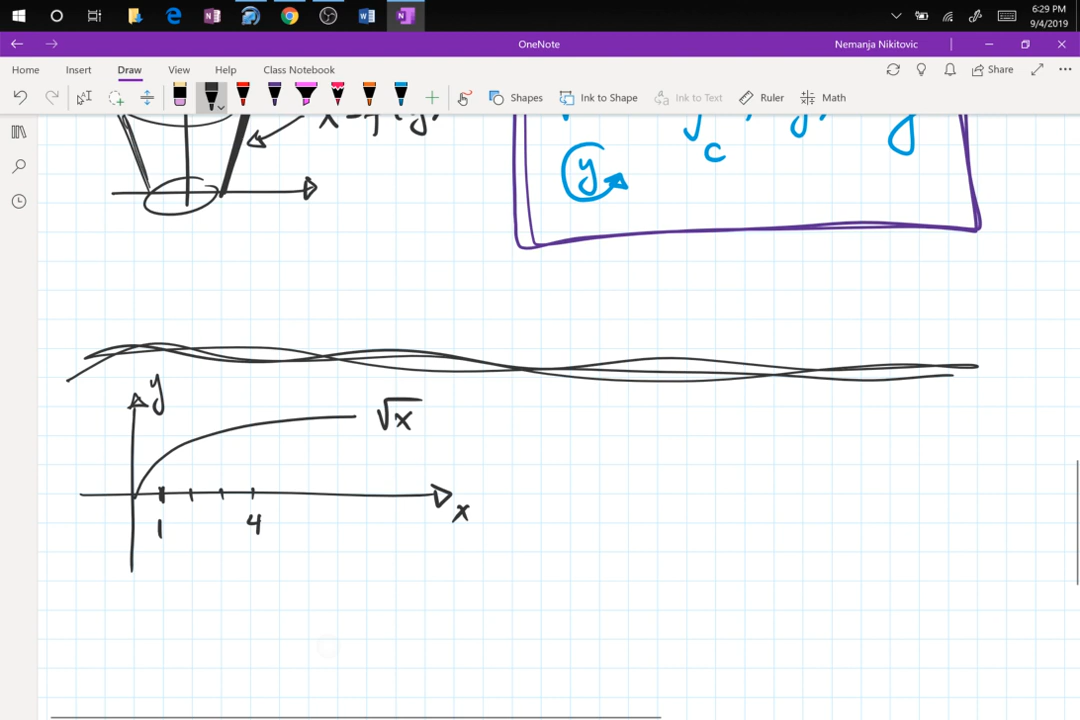 6:29 PM
9/4/2019
OneNote
Nemanja Nikitovic
Home Insert Draw View Help Class Notebook
Share
Shapes Ink to Shape Ink to Text Ruler Math
c
y
y
√x
1 4
x